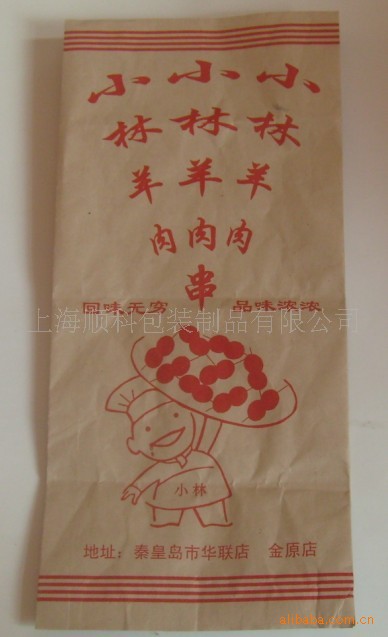 小小小
林林林
羊羊羊
肉肉肉
串
回味无穷 品味浓浓
上海顺科包装制品有限公司
小林
地址：秦皇岛市华联店 金原店
alibaba.com.cn